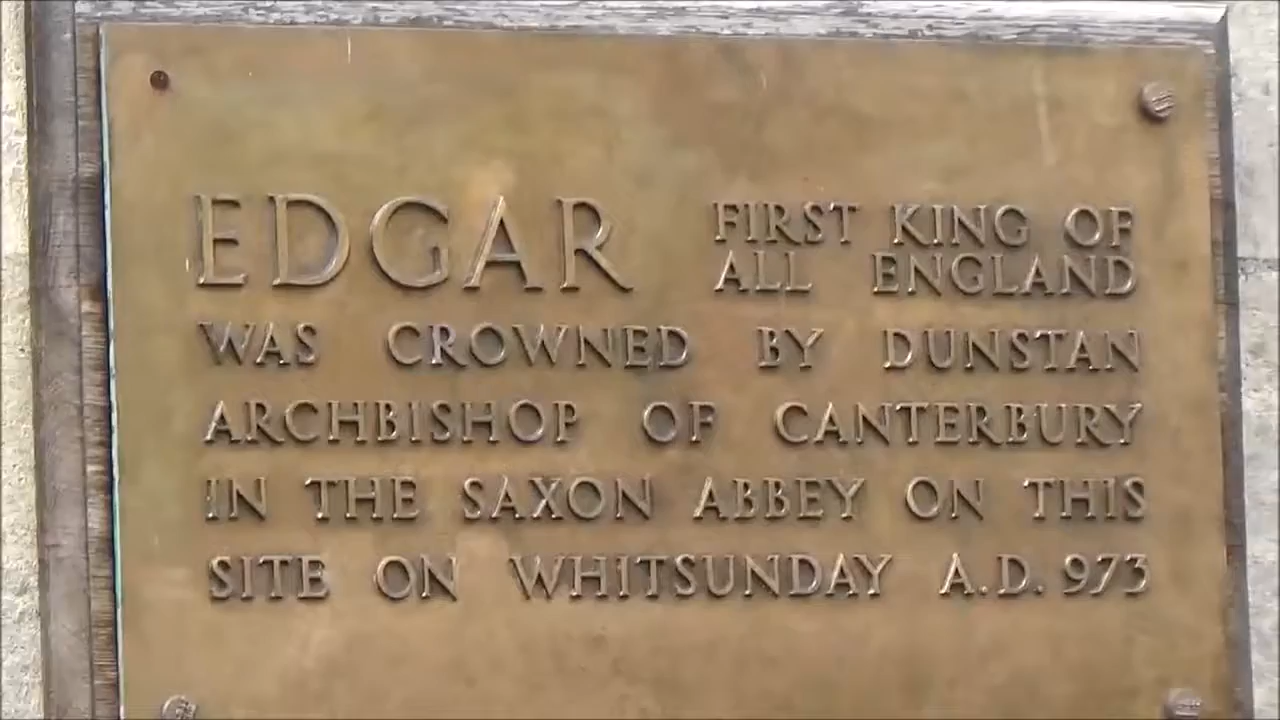 EDGAR FIRST KING OF
ALL ENGLAND
WAS CROWNED BY DUNSTAN
ARCHBISHOP OF CANTERBURY
IN THE SAXON ABBEY ON THIS
SITE ON WHITSUNDAY A.D. 973